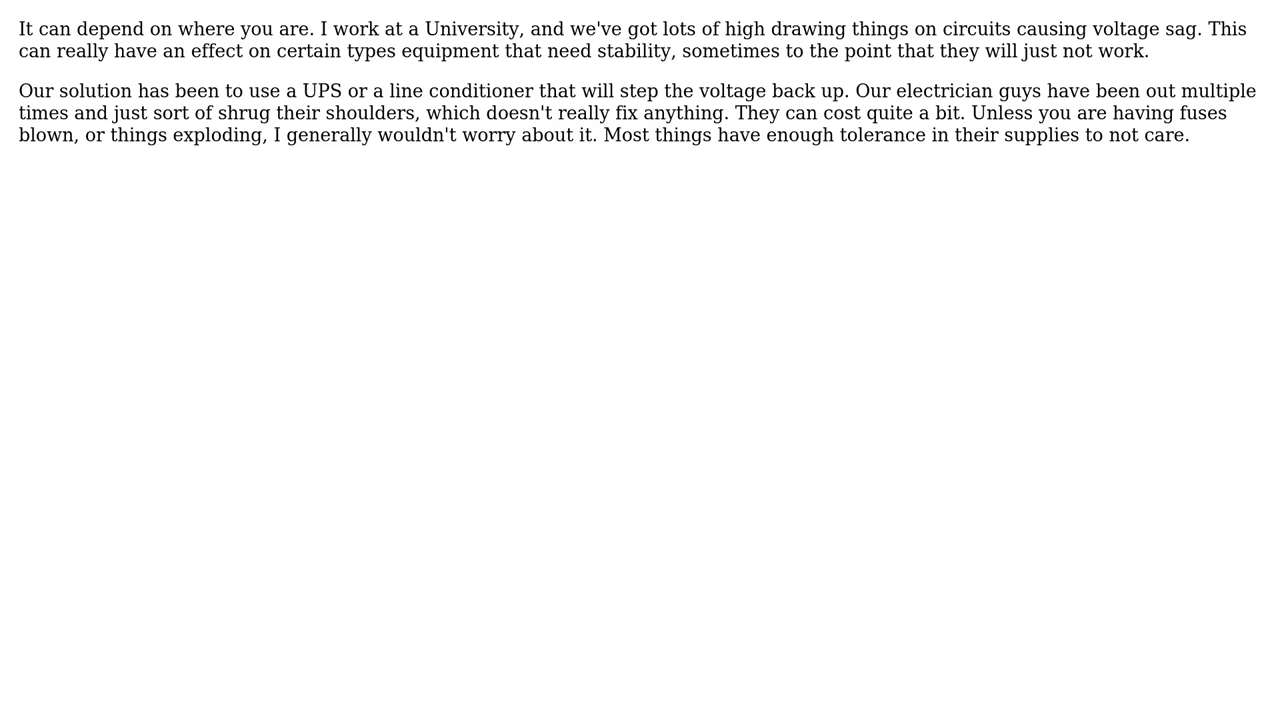 It can depend on where you are. I work at a University, and we've got lots of high drawing things on circuits causing voltage sag. This
can really have an effect on certain types equipment that need stability, sometimes to the point that they will just not work.
Our solution has been to use a UPS or a line conditioner that will step the voltage back up. Our electrician guys have been out multiple
times and just sort of shrug their shoulders, which doesn't really fix anything. They can cost quite a bit. Unless you are having fuses
blown, or things exploding, I generally wouldn't worry about it. Most things have enough tolerance in their supplies to not care.